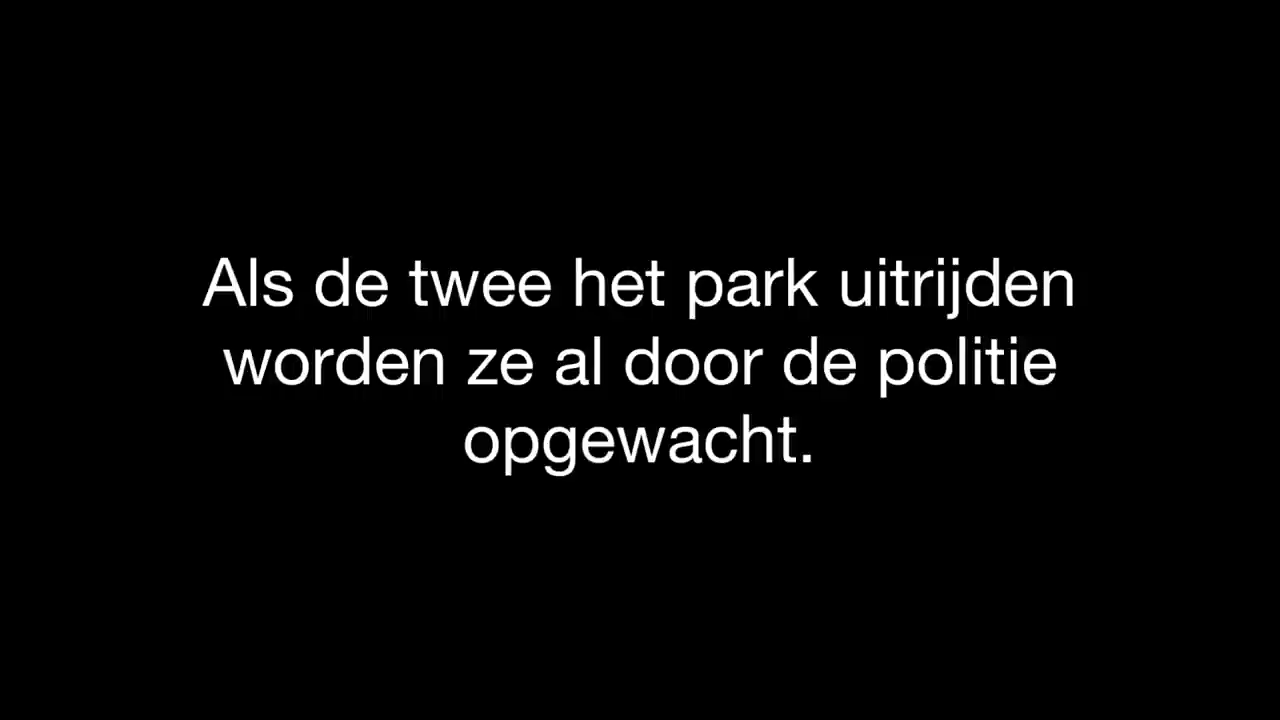 Als de twee het park uitrijden
worden ze al door de politie
opgewacht.